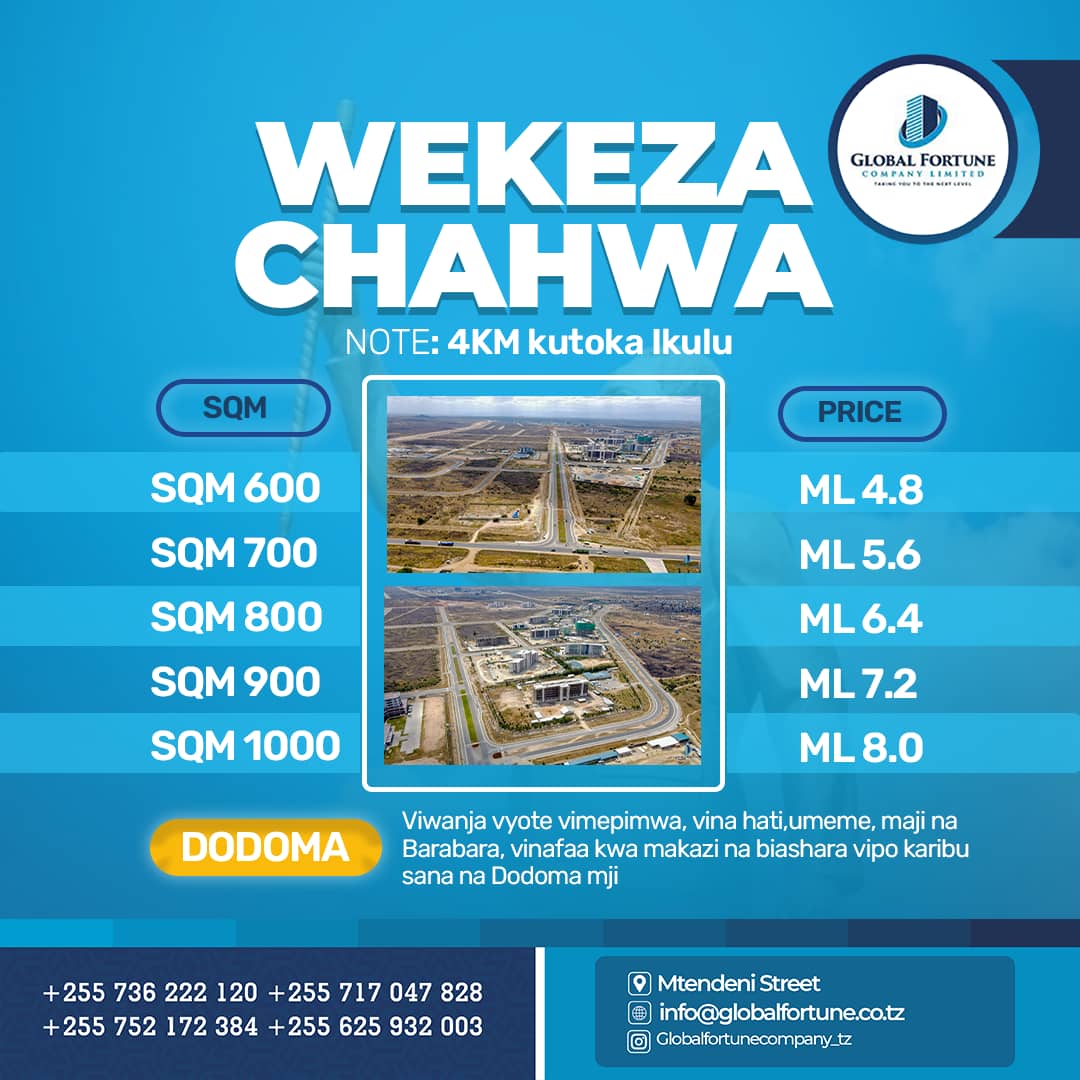 WEKEZA
CHAHWA
GLOBAL FORTUNE
COMPANY LIMITED
TAKING YOU TO THE NEXT LEVEL
NOTE: 4KM kutoka Ikulu
SQM PRICE
SQM 600 ML 4.8
SQM 700 ML 5.6
SQM 800 ML 6.4
SQM 900 ML 7.2
SQM 1000 ML 8.0
DODOMA
Viwanja vyote vimepimwa, vina hati,umeme, maji na
Barabara, vinafaa kwa makazi na biashara vipo karibu
sana na Dodoma mji
+255 736 222 120 +255 717 047 828
+255 752 172 384 +255 625 932 003
Mtendeni Street
info@globalfortune.co.tz
Globalfortunecompany_tz